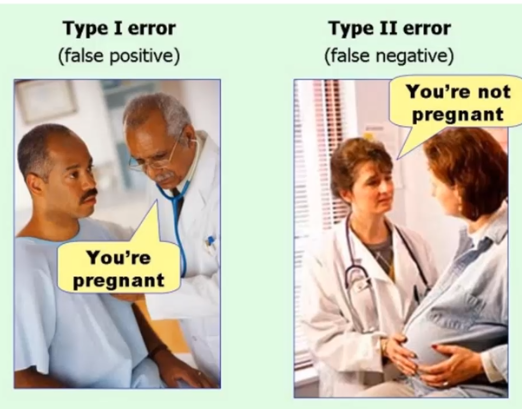 Type I error
(false positive)
You're
pregnant
Type II error
(false negative)
You're not
pregnant